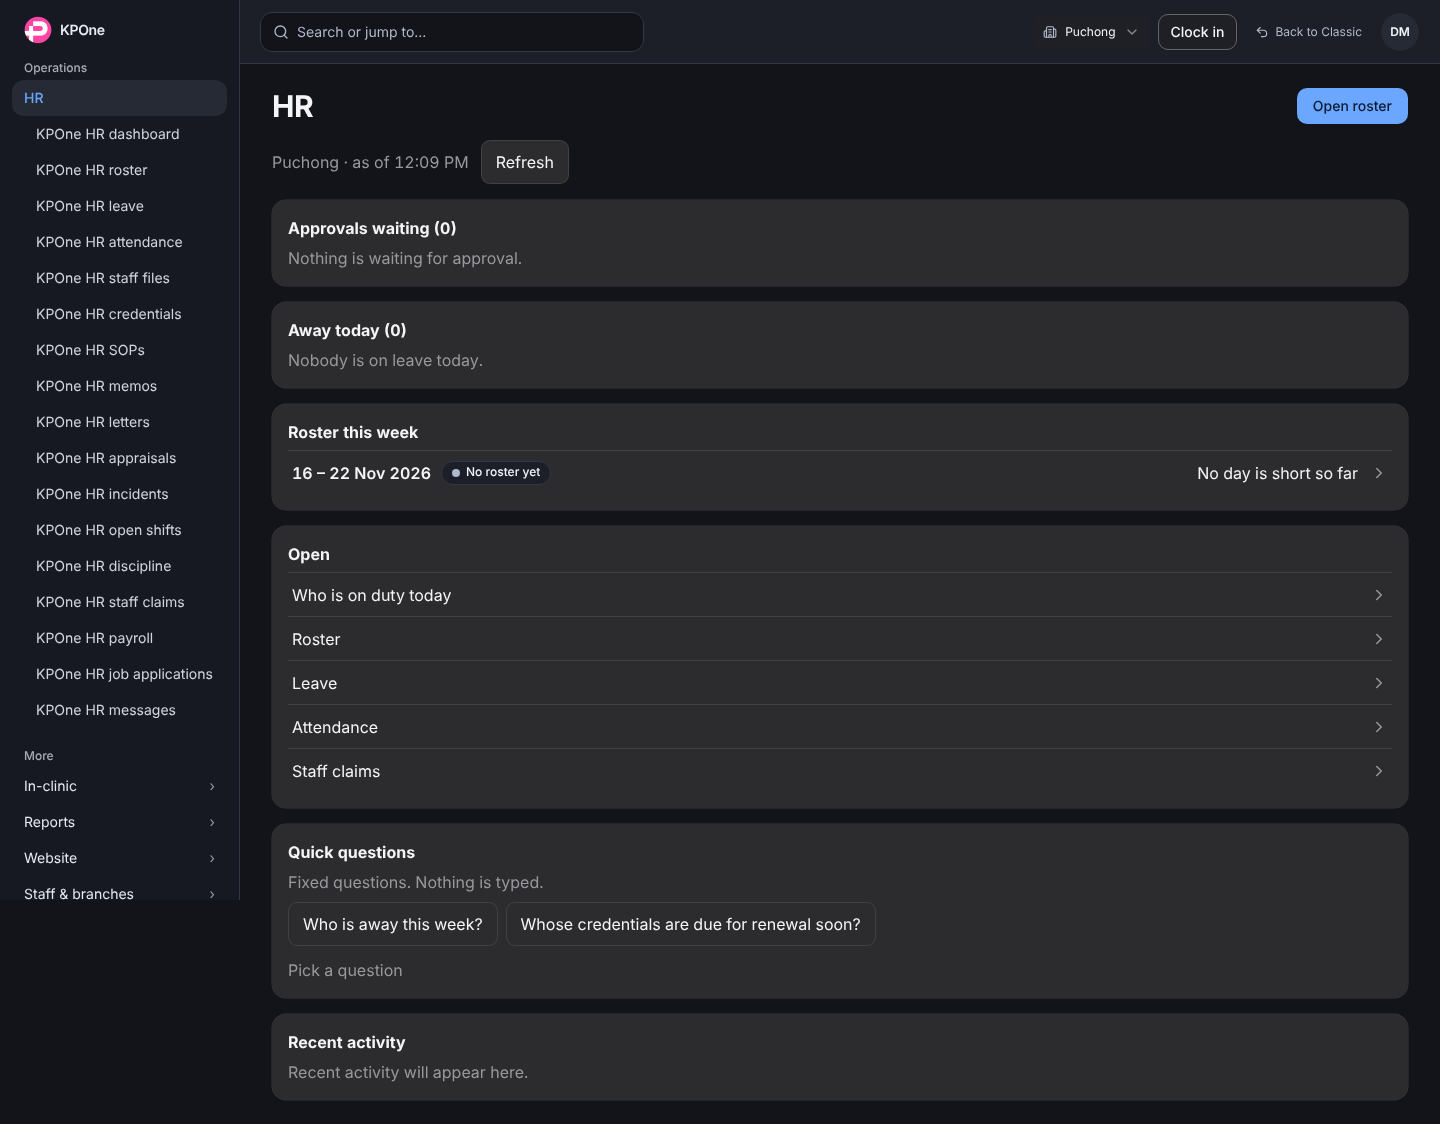 KPOne
Search or jump to...
Puchong
Clock in
Back to Classic
DM
Operations
HR
KPOne HR dashboard
KPOne HR roster
KPOne HR leave
KPOne HR attendance
KPOne HR staff files
KPOne HR credentials
KPOne HR SOPs
KPOne HR memos
KPOne HR letters
KPOne HR appraisals
KPOne HR incidents
KPOne HR open shifts
KPOne HR discipline
KPOne HR staff claims
KPOne HR payroll
KPOne HR job applications
KPOne HR messages
More
In-clinic
Reports
Website
Staff & branches
HR
Open roster
Puchong · as of 12:09 PM
Refresh
Approvals waiting (0)
Nothing is waiting for approval.
Away today (0)
Nobody is on leave today.
Roster this week
16 – 22 Nov 2026
No roster yet
No day is short so far
Open
Who is on duty today
Roster
Leave
Attendance
Staff claims
Quick questions
Fixed questions. Nothing is typed.
Who is away this week?
Whose credentials are due for renewal soon?
Pick a question
Recent activity
Recent activity will appear here.